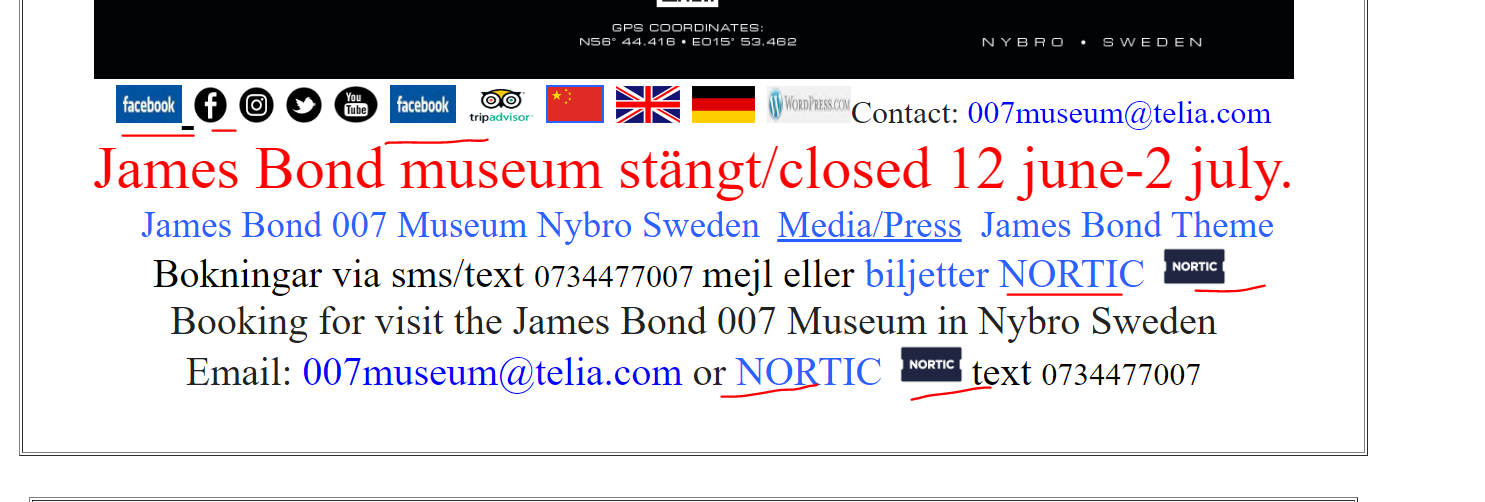 GPS COORDINATES:
N56° 44.416 • E015° 53.462
NYBRO • SWEDEN
facebook f You Tube facebook tripadvisor WORDPRESS.COM Contact: 007museum@telia.com
James Bond museum stängt/closed 12 june-2 july.
James Bond 007 Museum Nybro Sweden Media/Press James Bond Theme
Bokningar via sms/text 0734477007 mejl eller biljetter NORTIC NORTIC
Booking for visit the James Bond 007 Museum in Nybro Sweden
Email: 007museum@telia.com or NORTIC NORTIC text 0734477007